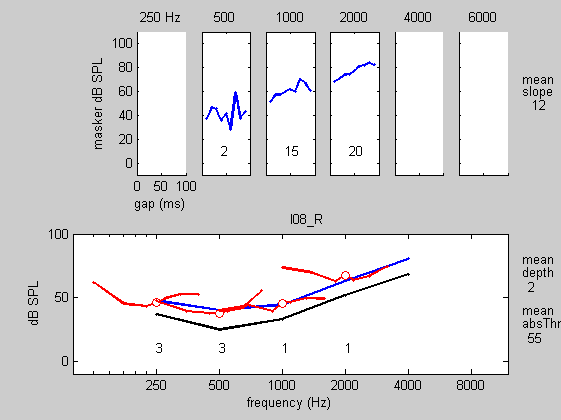 250 Hz 500 1000 2000 4000 6000
masker dB SPL
100
80
60
40
20
0
2 15 20
mean
slope
12
0 50 100
gap (ms)
I08_R
dB SPL
100
50
0
3 3 1 1
mean
depth
2
mean
absThr
55
250 500 1000 2000 4000 8000
frequency (Hz)